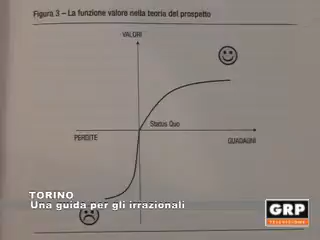 Figura 3 – La funzione valore nella teoria del prospetto
VALORI
Status Quo
PERDITE
GUADAGNI
TORINO
Una guida per gli irrazionali
GRP
TELEVISIONE